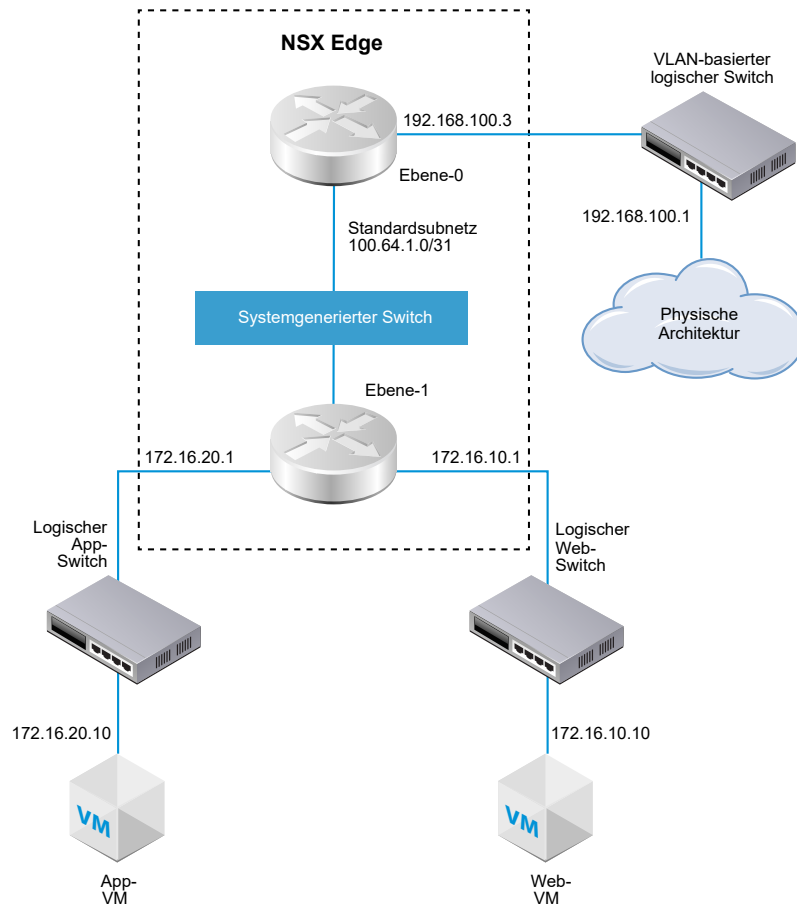 NSX Edge
VLAN-basierter
logischer Switch
192.168.100.3
Ebene-0
192.168.100.1
Standardsubnetz
100.64.1.0/31
Systemgenerierter Switch
Physische
Architektur
Ebene-1
172.16.20.1
172.16.10.1
Logischer
App-
Switch
Logischer
Web-
Switch
172.16.20.10
172.16.10.10
VM
VM
App-
VM
Web-
VM